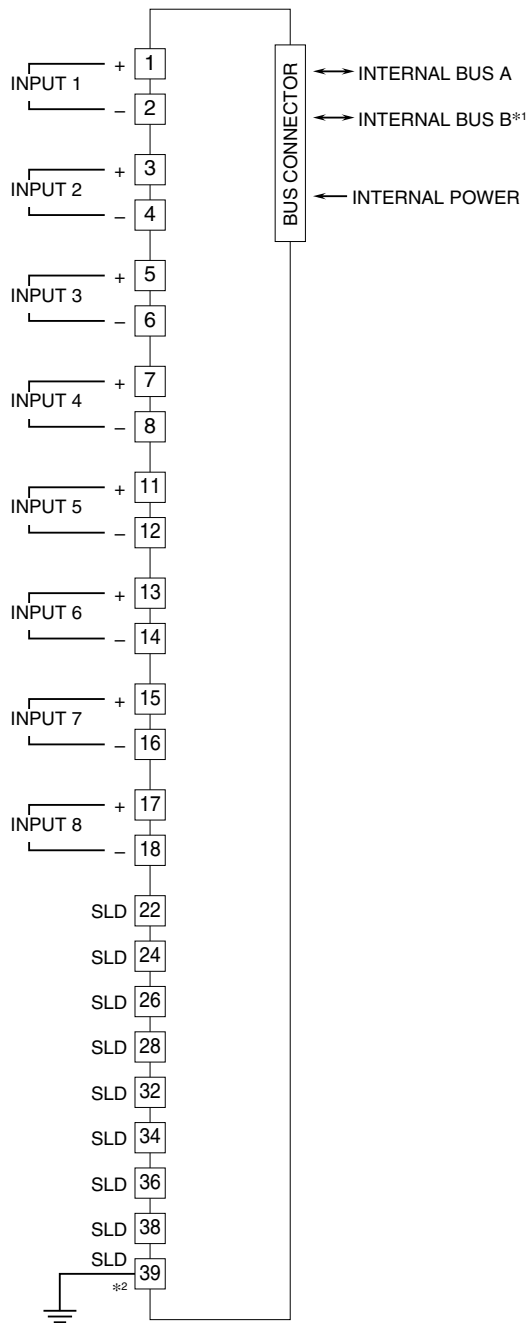 BUS CONNECTOR
INTERNAL BUS A
INTERNAL BUS B*1
INTERNAL POWER
INPUT 1
+ 1
– 2
INPUT 2
+ 3
– 4
INPUT 3
+ 5
– 6
INPUT 4
+ 7
– 8
INPUT 5
+ 11
– 12
INPUT 6
+ 13
– 14
INPUT 7
+ 15
– 16
INPUT 8
+ 17
– 18
SLD 22
SLD 24
SLD 26
SLD 28
SLD 32
SLD 34
SLD 36
SLD 38
SLD 39
*2